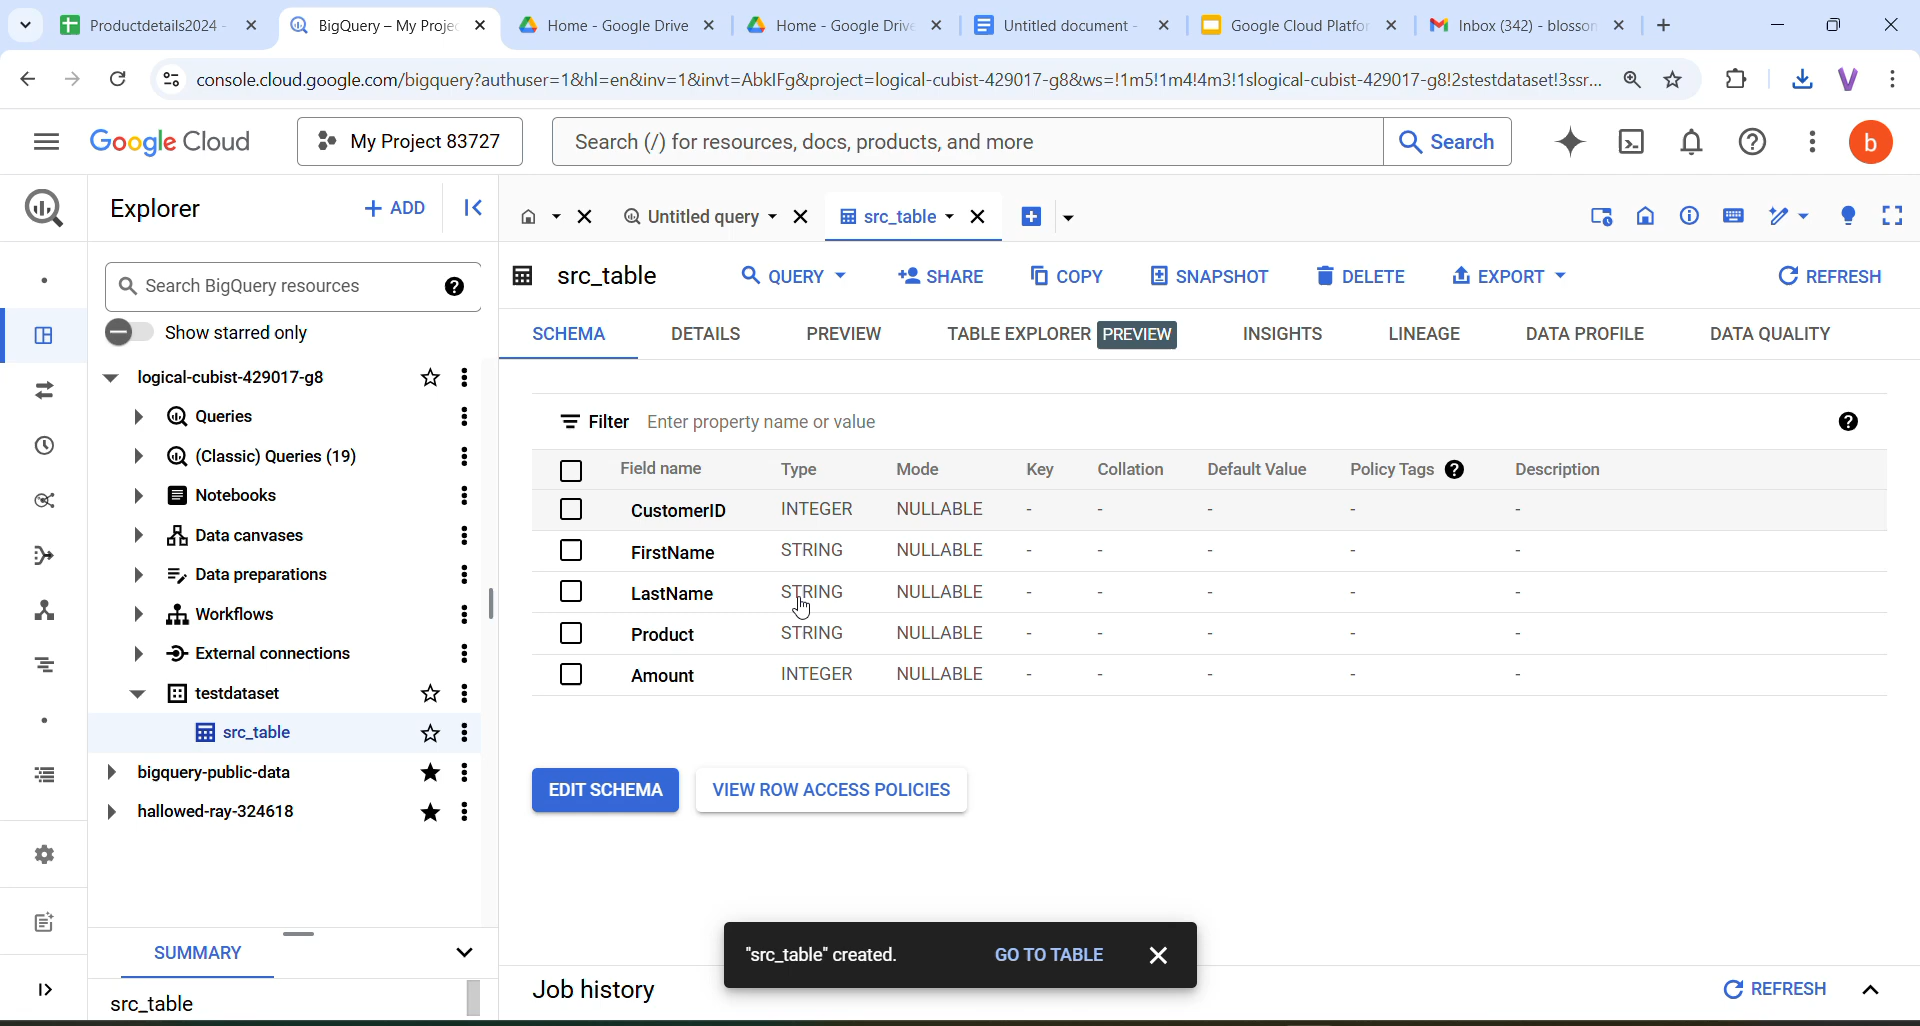 Productdetails2024 -
BigQuery – My Projec
Home - Google Drive
Home - Google Drive
Untitled document -
Google Cloud Platfor
Inbox (342) - blossom
console.cloud.google.com/bigquery?authuser=1&hl=en&inv=1&invt=AbklFg&project=logical-cubist-429017-g8&ws=!1m5!1m4!4m3!1slogical-cubist-429017-g8!2stestdataset!3ssr...
V
Google Cloud
My Project 83727
Search (/) for resources, docs, products, and more
Search
b
Explorer
+ ADD
Untitled query
src_table
Search BigQuery resources
Show starred only
src_table
QUERY
SHARE
COPY
SNAPSHOT
DELETE
EXPORT
REFRESH
SCHEMA
DETAILS
PREVIEW
TABLE EXPLORER PREVIEW
INSIGHTS
LINEAGE
DATA PROFILE
DATA QUALITY
logical-cubist-429017-g8
Queries
(Classic) Queries (19)
Notebooks
Data canvases
Data preparations
Workflows
External connections
testdataset
src_table
bigquery-public-data
hallowed-ray-324618
Filter Enter property name or value
Field name Type Mode Key Collation Default Value Policy Tags Description
CustomerID INTEGER NULLABLE - - - - -
FirstName STRING NULLABLE - - - - -
LastName STRING NULLABLE - - - - -
Product STRING NULLABLE - - - - -
Amount INTEGER NULLABLE - - - - -
EDIT SCHEMA
VIEW ROW ACCESS POLICIES
SUMMARY
src_table
"src_table" created.
GO TO TABLE
Job history
REFRESH